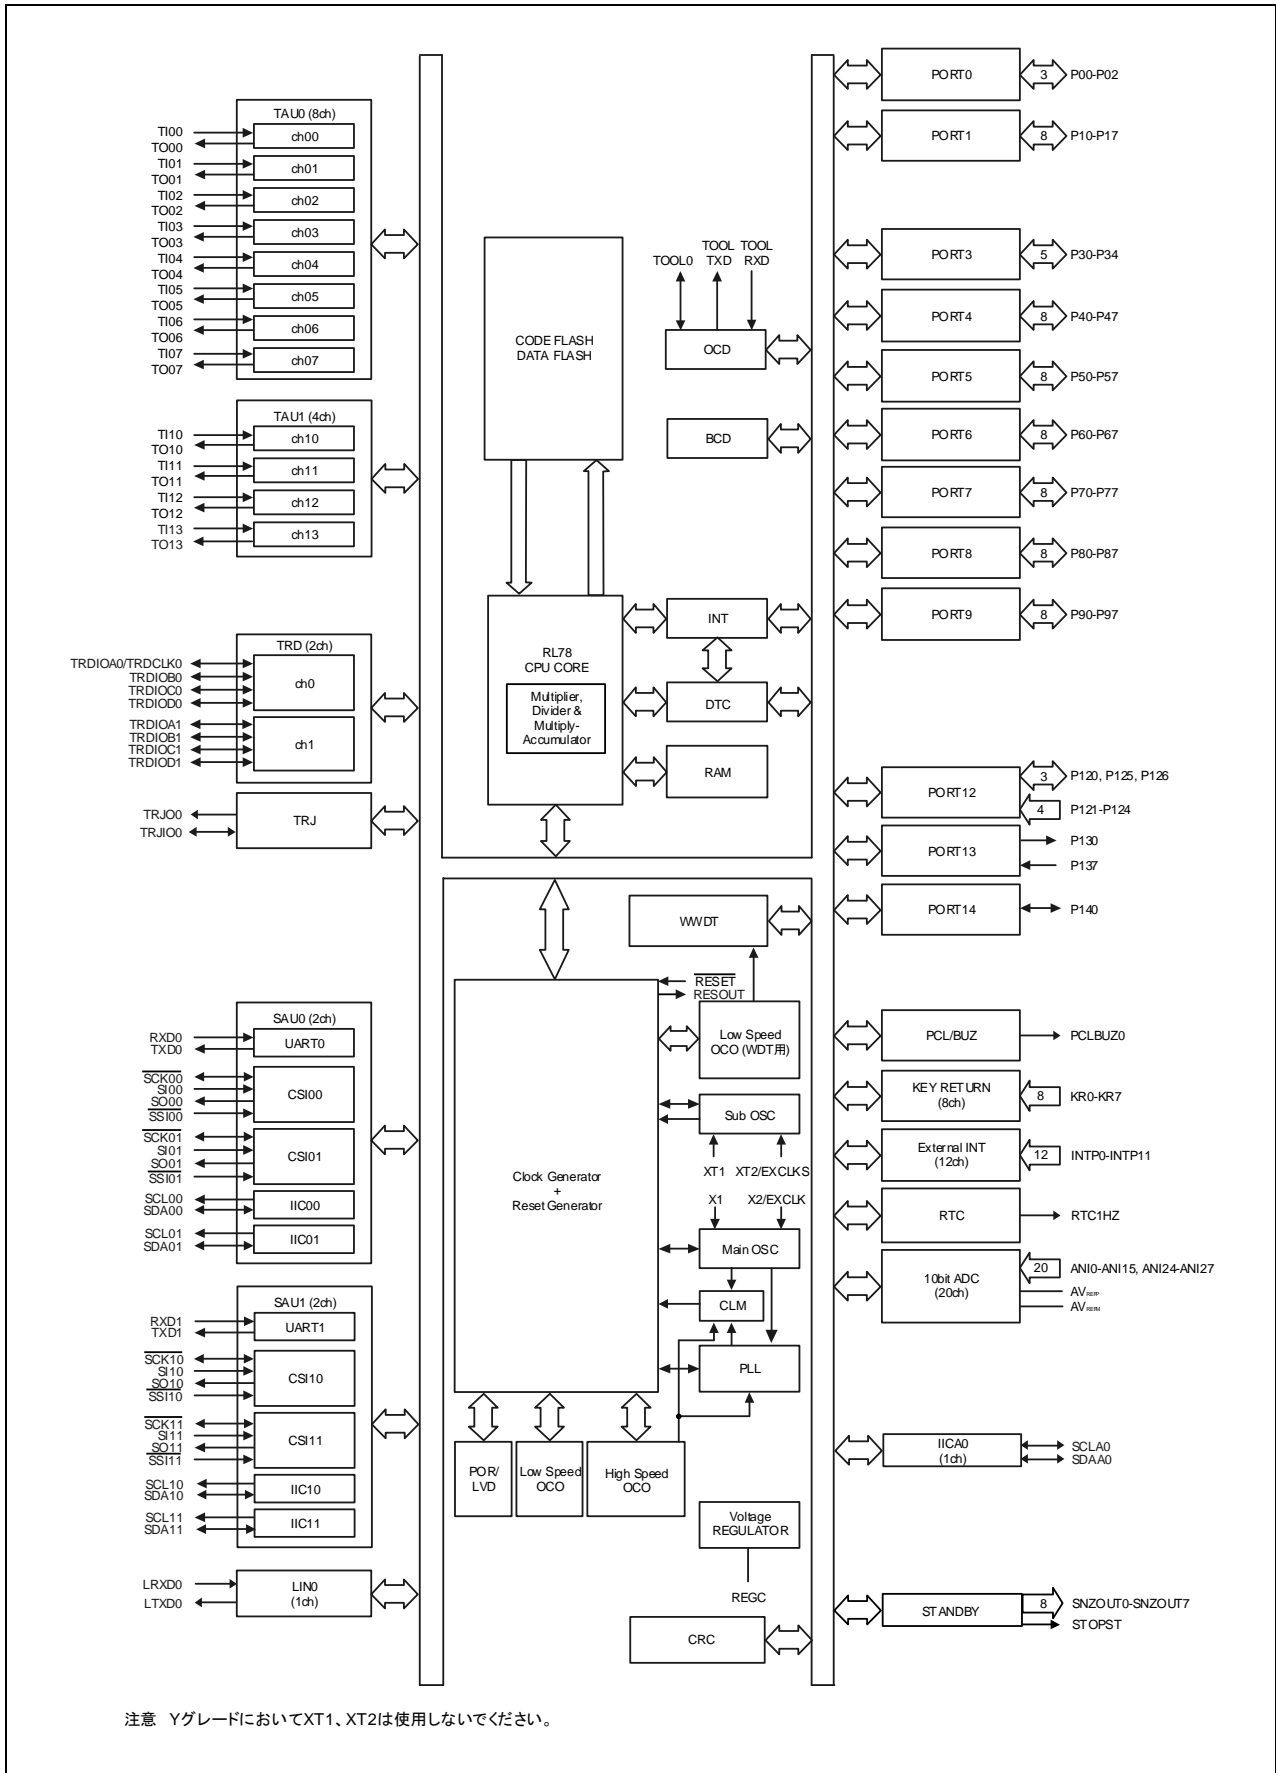 TAU0 (8ch)
TI00
TO00
ch00
TI01
TO01
ch01
TI02
TO02
ch02
TI03
TO03
ch03
TI04
TO04
ch04
TI05
TO05
ch05
TI06
TO06
ch06
TI07
TO07
ch07
TAU1 (4ch)
TI10
TO10
ch10
TI11
TO11
ch11
TI12
TO12
ch12
TI13
TO13
ch13
TRD (2ch)
TRDIOA0/TRDCLK0
TRDIOB0
TRDIOC0
TRDIOD0
ch0
TRDIOA1
TRDIOB1
TRDIOC1
TRDIOD1
ch1
TRJO0
TRJIO0
TRJ
SAU0 (2ch)
RXD0
TXD0
UART0
SCK00
SI00
SO00
SSI00
CSI00
SCK01
SI01
SO01
SSI01
CSI01
SCL00
SDA00
IIC00
SCL01
SDA01
IIC01
SAU1 (2ch)
RXD1
TXD1
UART1
SCK10
SI10
SO10
SSI10
CSI10
SCK11
SI11
SO11
SSI11
CSI11
SCL10
SDA10
IIC10
SCL11
SDA11
IIC11
LRXD0
LTXD0
LIN0
(1ch)
CODE FLASH
DATA FLASH
TOOL0
TOOL
TXD
TOOL
RXD
OCD
BCD
RL78
CPU CORE
Multiplier,
Divider &
Multiply-
Accumulator
INT
DTC
RAM
WWDT
RESET
RESOUT
Low Speed
OCO (WDT用)
Clock Generator
+
Reset Generator
Sub OSC
XT1
XT2/EXCLKS
X1
X2/EXCLK
Main OSC
CLM
PLL
POR/
LVD
Low Speed
OCO
High Speed
OCO
Voltage
REGULATOR
REGC
CRC
PORT0
3
P00-P02
PORT1
8
P10-P17
PORT3
5
P30-P34
PORT4
8
P40-P47
PORT5
8
P50-P57
PORT6
8
P60-P67
PORT7
8
P70-P77
PORT8
8
P80-P87
PORT9
8
P90-P97
PORT12
3
P120, P125, P126
4
P121-P124
PORT13
P130
P137
PORT14
P140
PCL/BUZ
PCLBUZ0
KEY RETURN
(8ch)
8
KR0-KR7
External INT
(12ch)
12
INTP0-INTP11
RTC
RTC1HZ
10bit ADC
(20ch)
20
ANI0-ANI15, ANI24-ANI27
AVREFP
AVREFM
IICA0
(1ch)
SCLA0
SDAA0
STANDBY
8
SNZOUT0-SNZOUT7
STOPST
注意 YグレードにおいてXT1、XT2は使用しないでください。